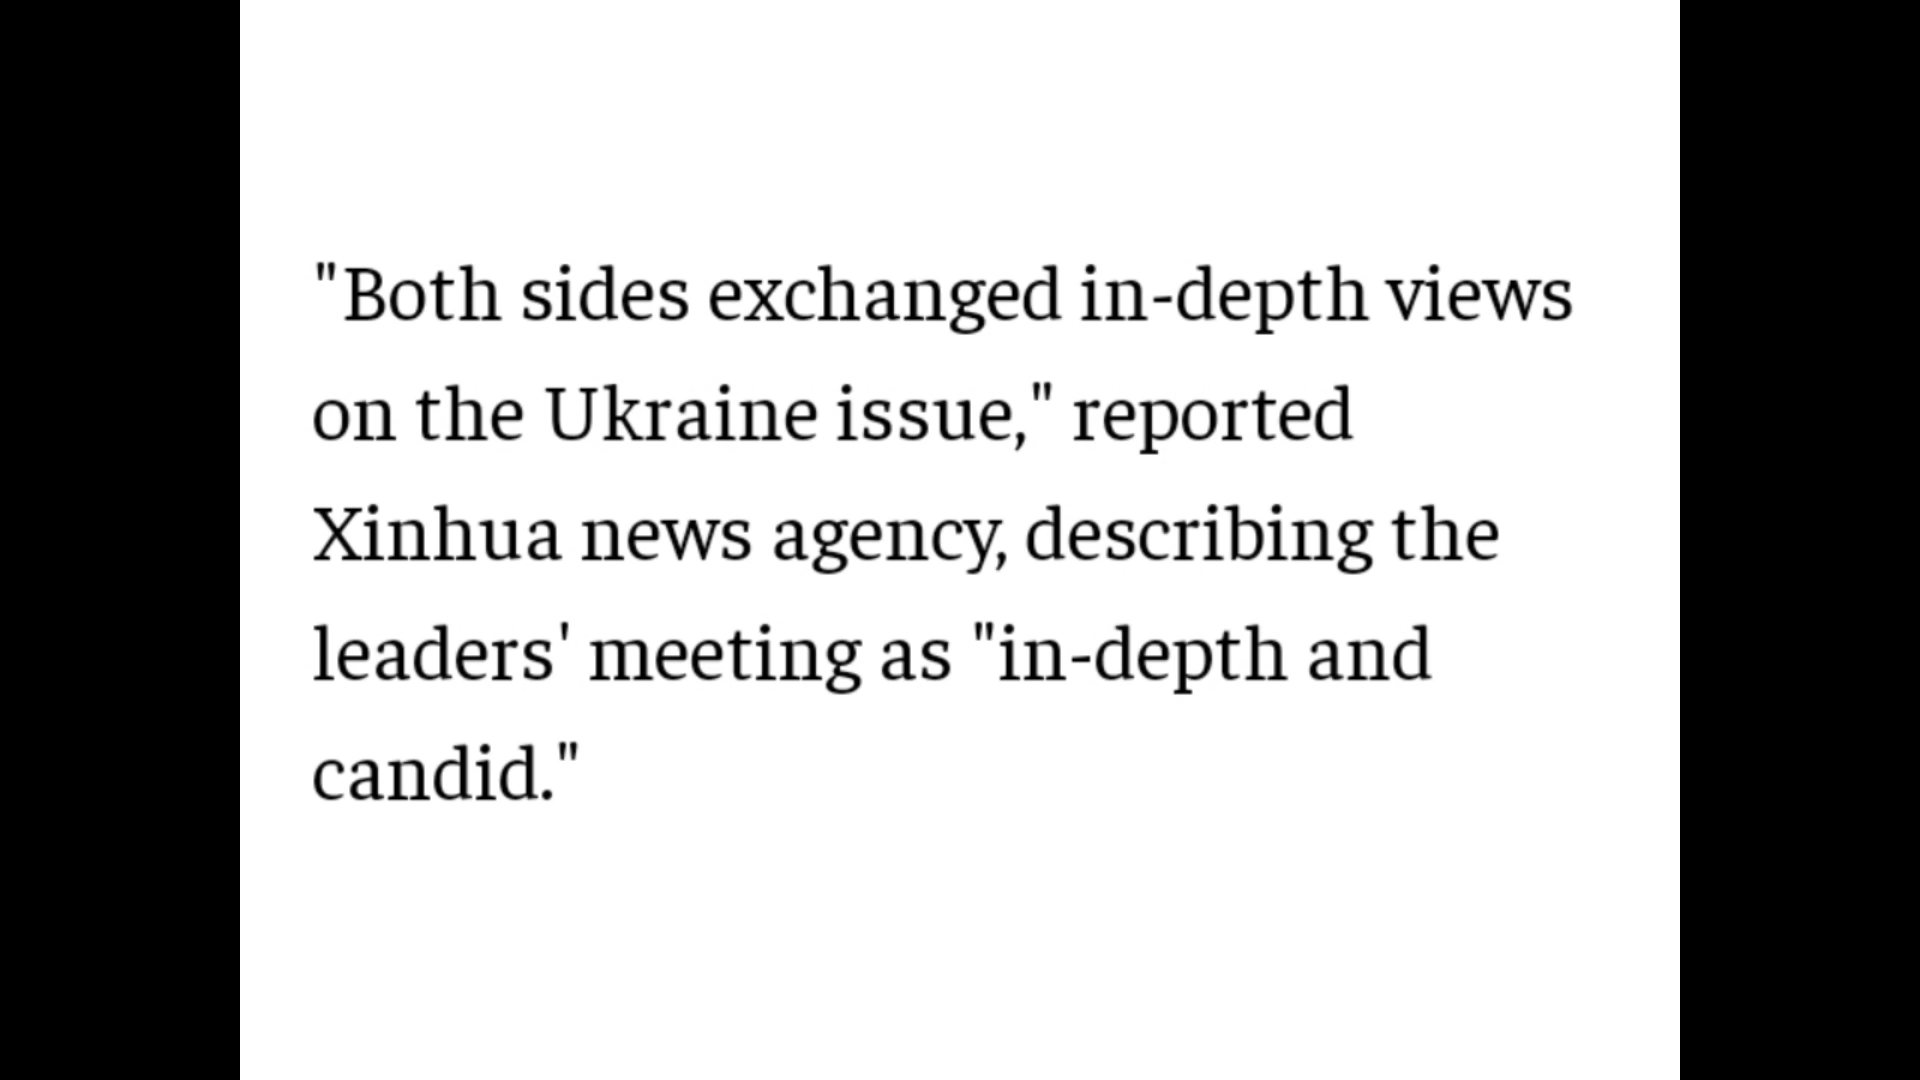 "Both sides exchanged in-depth views
on the Ukraine issue," reported
Xinhua news agency, describing the
leaders' meeting as "in-depth and
candid."